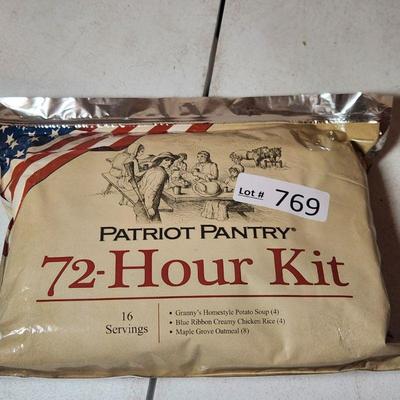 Lot # 769
PATRIOT PANTRY®
72-HOUR KIT
16
Servings
• Granny's Homestyle Potato Soup (4)
• Blue Ribbon Creamy Chicken Rice (4)
• Maple Grove Oatmeal (8)